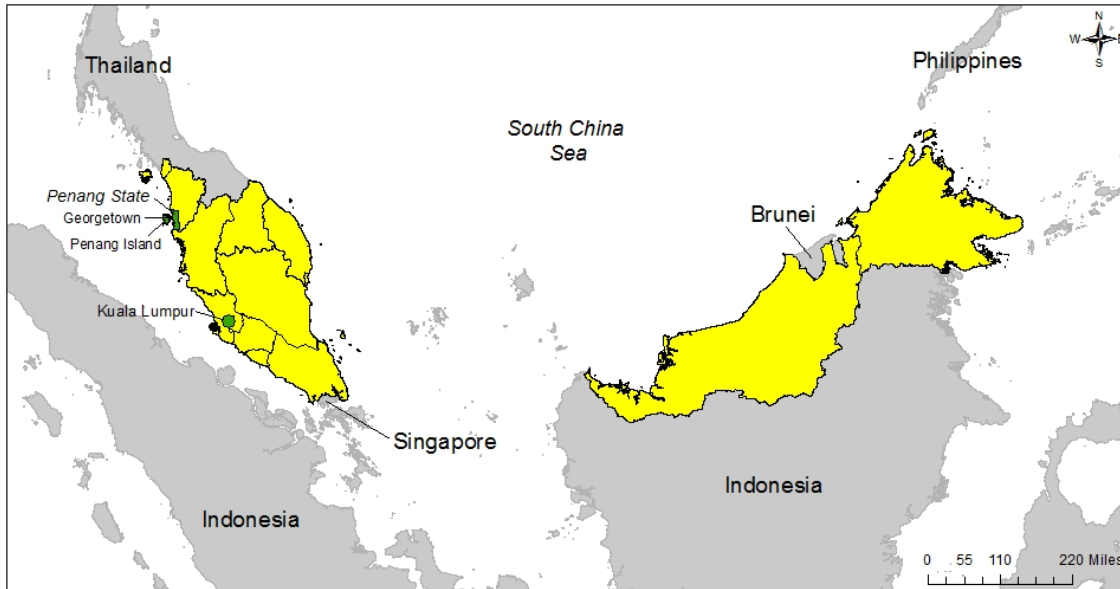 Thailand
Philippines
N
W
S
South China
Sea
Penang State
Georgetown
Penang Island
Brunei
Kuala Lumpur
Singapore
Indonesia
Indonesia
0 55 110 220 Miles